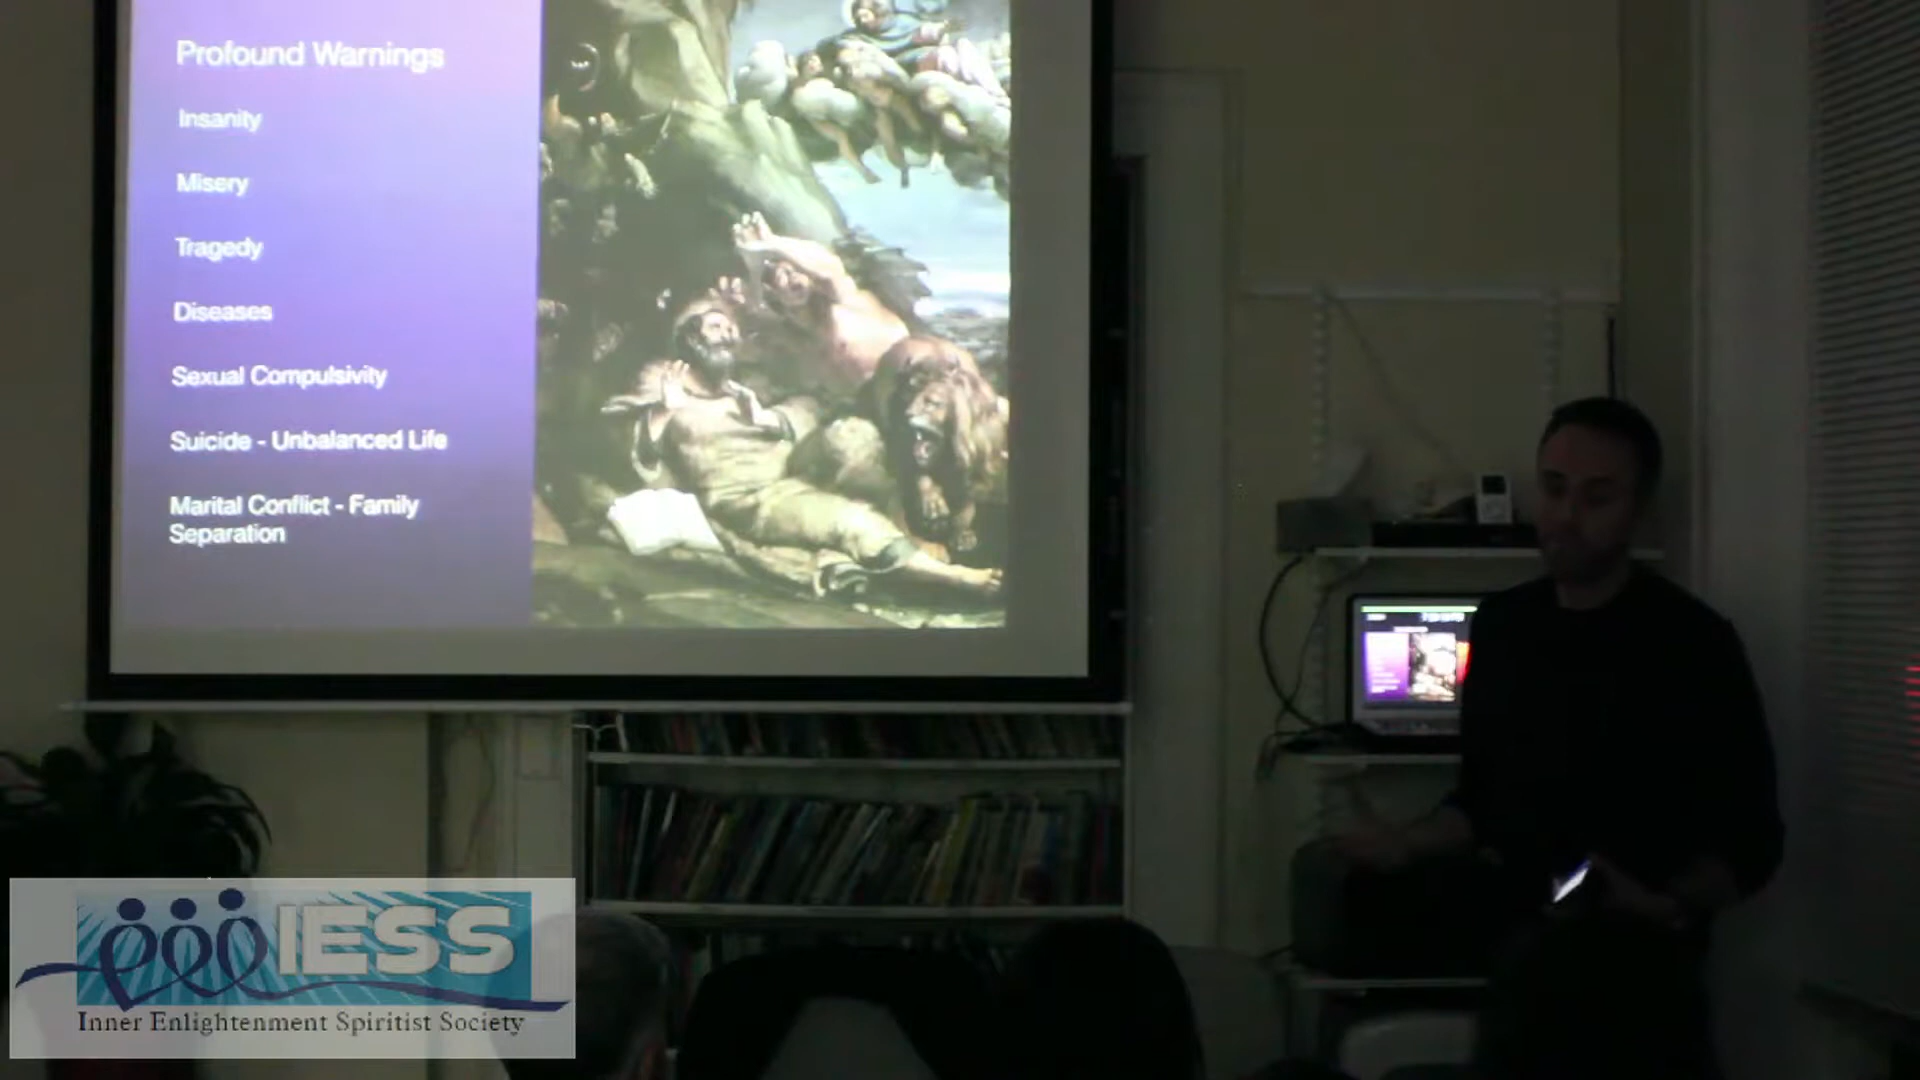 Profound Warnings
Insanity
Misery
Tragedy
Diseases
Sexual Compulsivity
Suicide - Unbalanced Life
Marital Conflict - Family
Separation
IESS
Inner Enlightenment Spiritist Society